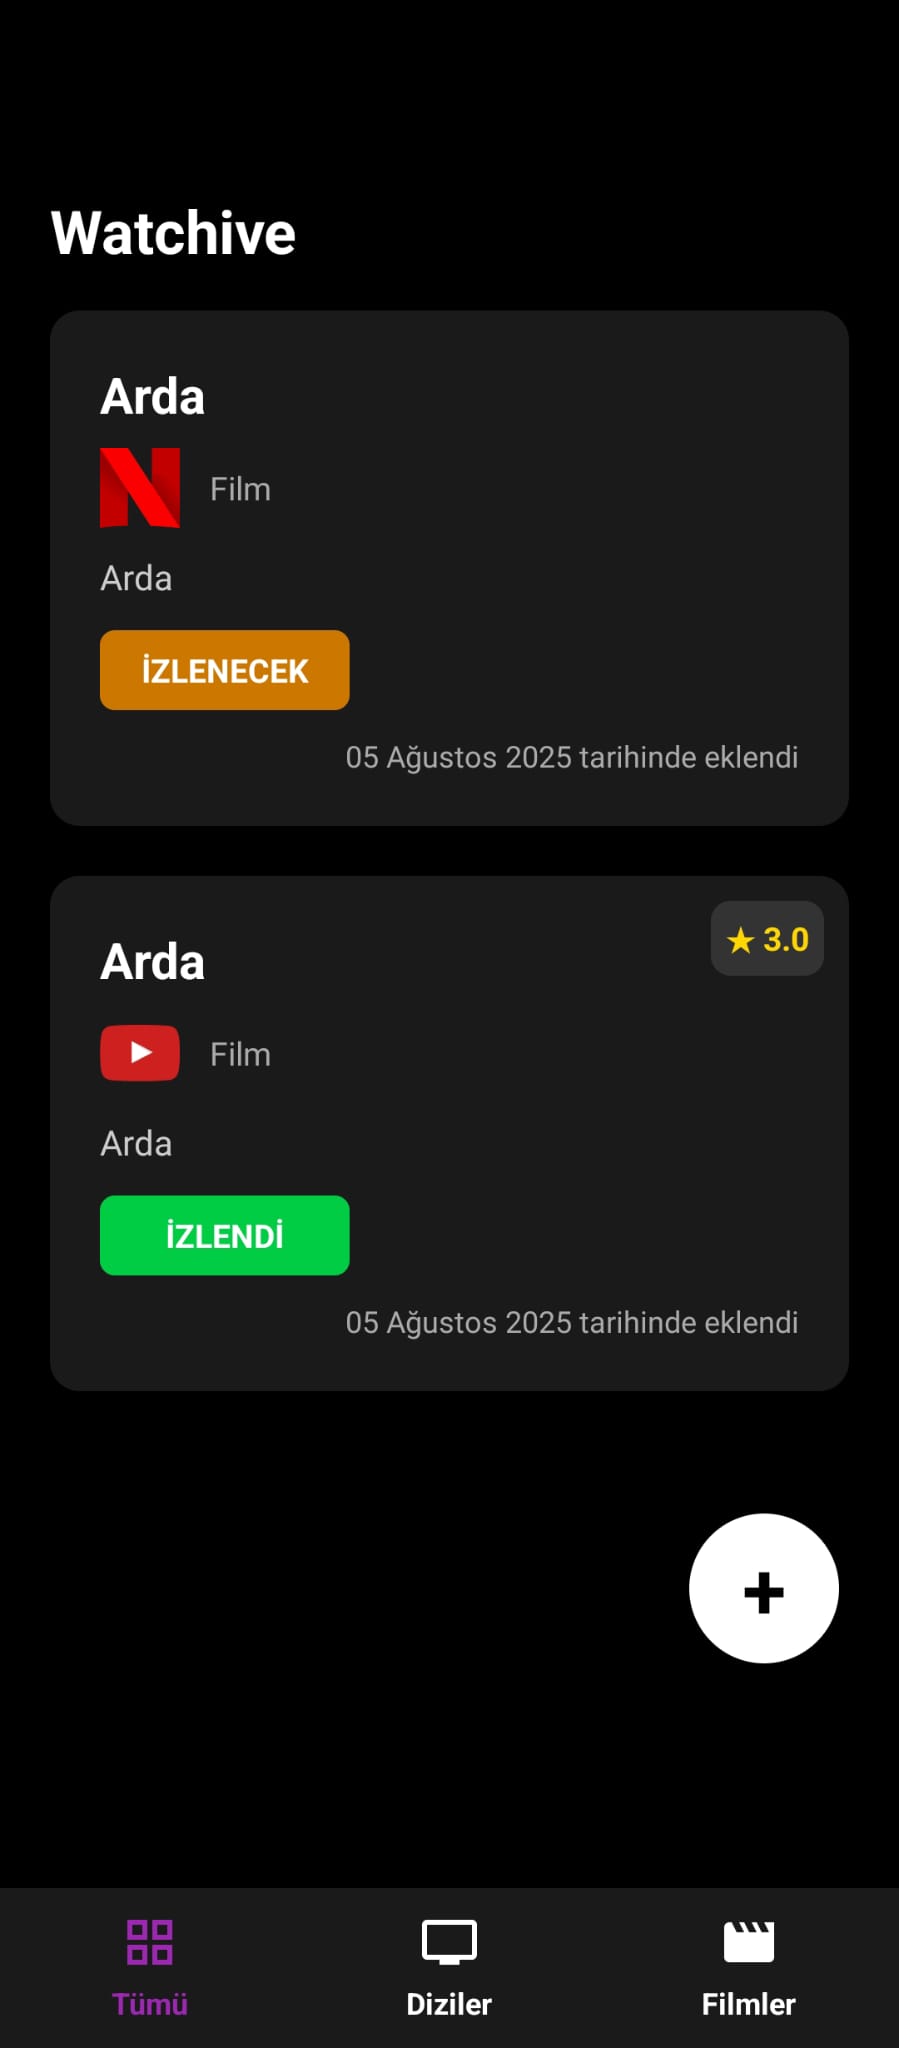 Watchive
Arda
Film
Arda
İZLENECEK
05 Ağustos 2025 tarihinde eklendi
Arda
★ 3.0
Film
Arda
İZLENDİ
05 Ağustos 2025 tarihinde eklendi
+
Tümü
Diziler
Filmler